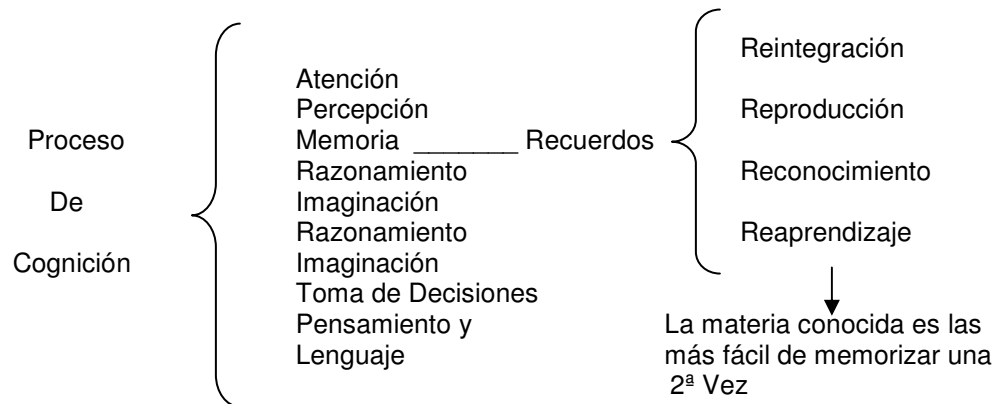 Proceso
De
Cognición
Atención
Percepción
Memoria _______ Recuerdos
Razonamiento
Imaginación
Razonamiento
Imaginación
Toma de Decisiones
Pensamiento y
Lenguaje
Reintegración
Reproducción
Reconocimiento
Reaprendizaje
La materia conocida es las
más fácil de memorizar una
2ª Vez